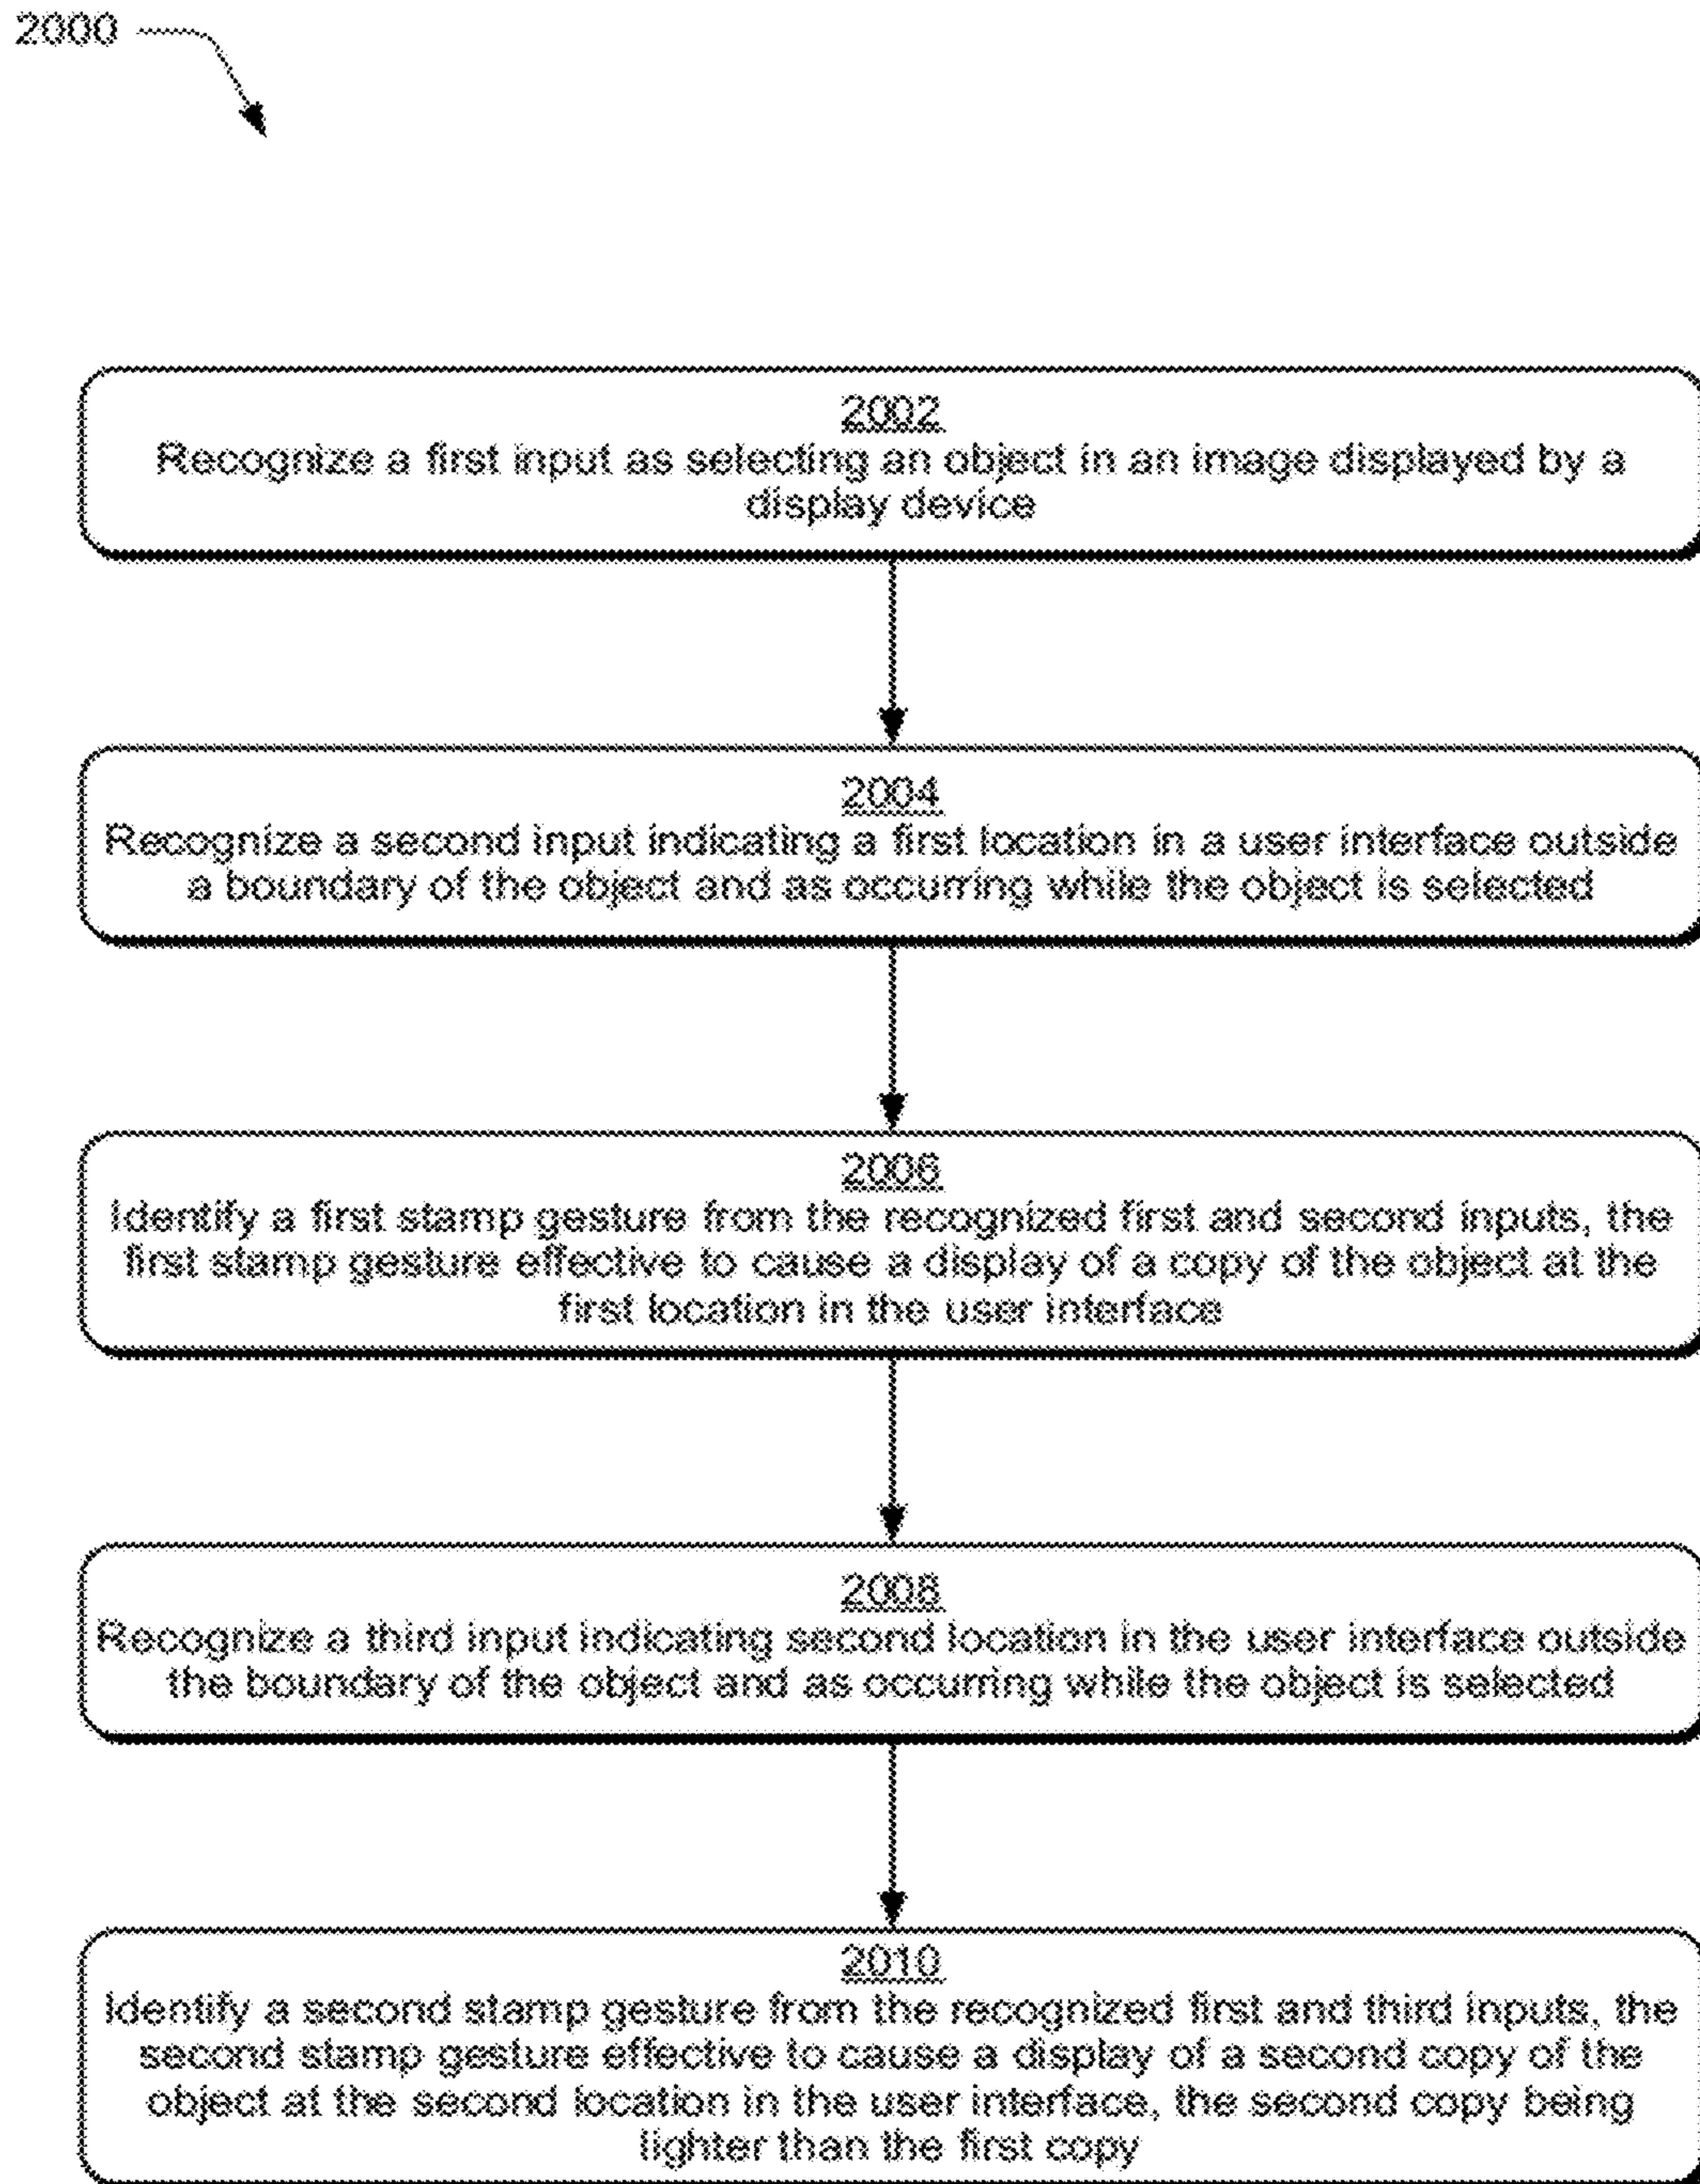 2000
2002
Recognize a first input as selecting an object in an image displayed by a
display device
2004
Recognize a second input indicating a first location in a user interface outside
a boundary of the object and as occurring while the object is selected
2006
Identify a first stamp gesture from the recognized first and second inputs, the
first stamp gesture effective to cause a display of a copy of the object at the
first location in the user interface
2008
Recognize a third input indicating second location in the user interface outside
the boundary of the object and as occurring while the object is selected
2010
Identify a second stamp gesture from the recognized first and third inputs, the
second stamp gesture effective to cause a display of a second copy of the
object at the second location in the user interface, the second copy being
lighter than the first copy